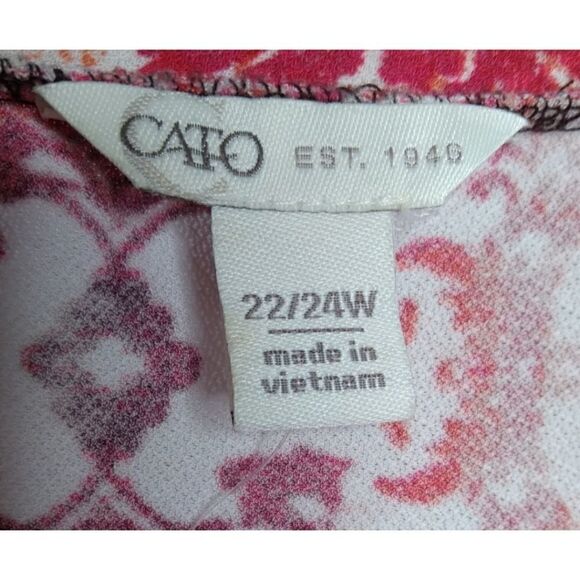 CATO EST. 1946
22/24W
made in
vietnam